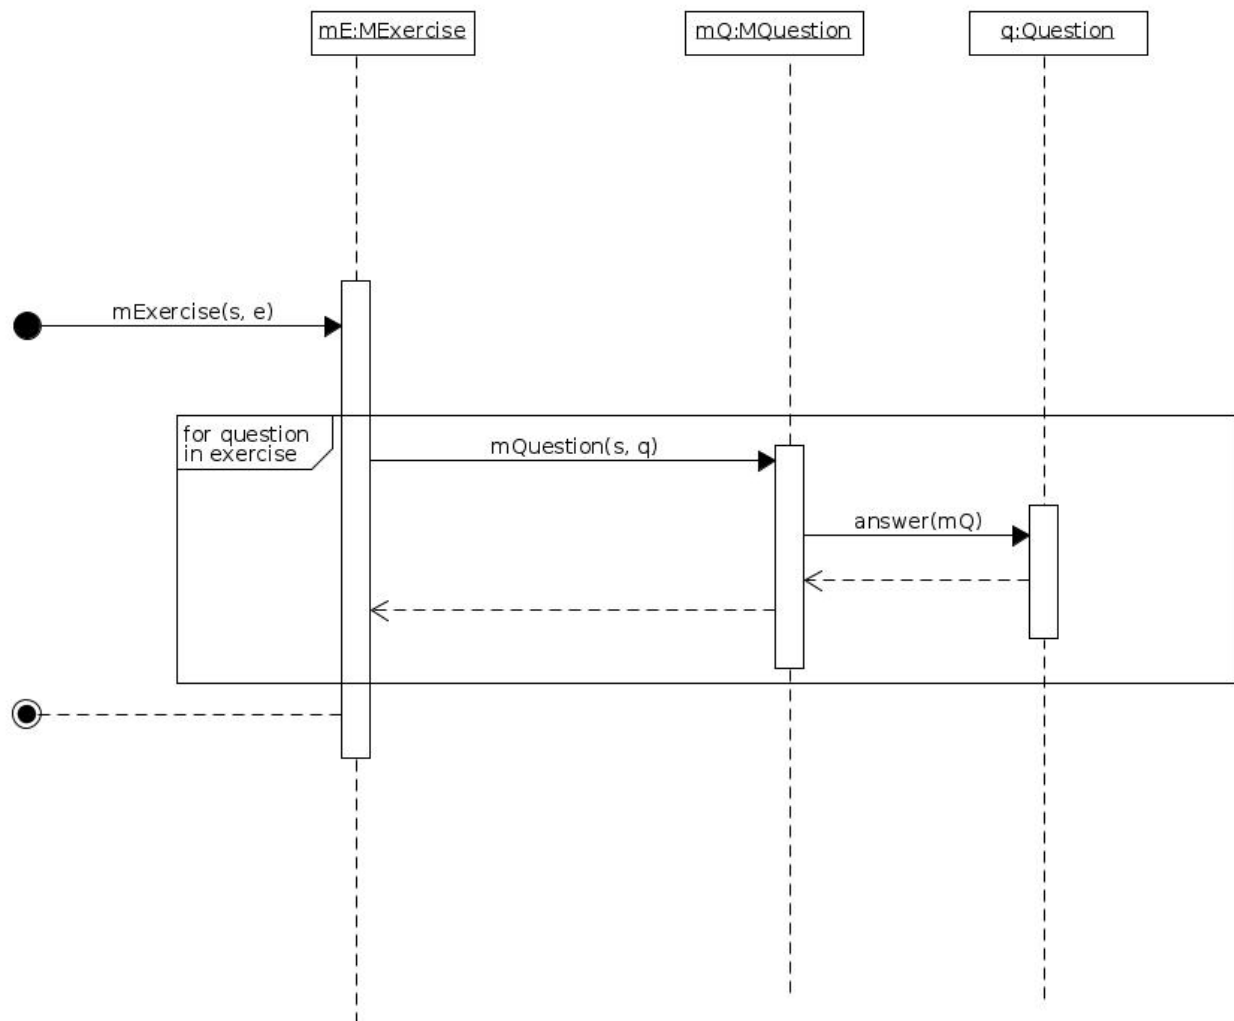 mE:MExercise
mQ:MQuestion
q:Question
mExercise(s, e)
for question
in exercise
mQuestion(s, q)
answer(mQ)